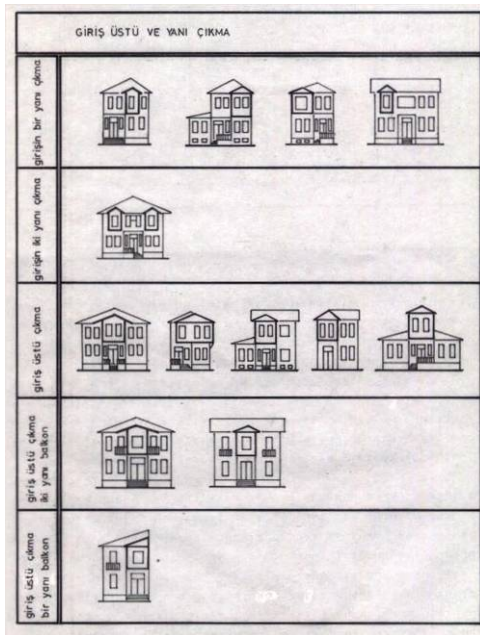 GİRİŞ ÜSTÜ VE YANI ÇIKMA
girişin bir yanı çıkma
girişin iki yanı çıkma
giriş üstü çıkma
giriş üstü çıkma
iki yanı balkon
giriş üstü çıkma
bir yanı balkon